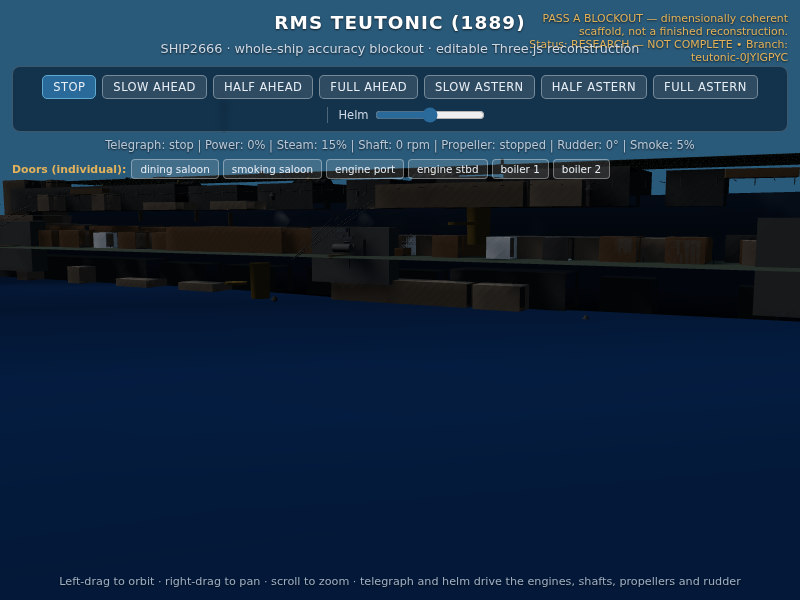 RMS TEUTONIC (1889)
SHIP2666 · whole-ship accuracy blockout · editable Three.js reconstruction
PASS A BLOCKOUT — dimensionally coherent
scaffold, not a finished reconstruction.
Status: RESEARCH — NOT COMPLETE • Branch:
teutonic-0JYIGPYC
STOP SLOW AHEAD HALF AHEAD FULL AHEAD SLOW ASTERN HALF ASTERN FULL ASTERN
Helm
Telegraph: stop | Power: 0% | Steam: 15% | Shaft: 0 rpm | Propeller: stopped | Rudder: 0° | Smoke: 5%
Doors (individual): dining saloon smoking saloon engine port engine stbd boiler 1 boiler 2
Left-drag to orbit · right-drag to pan · scroll to zoom · telegraph and helm drive the engines, shafts, propellers and rudder